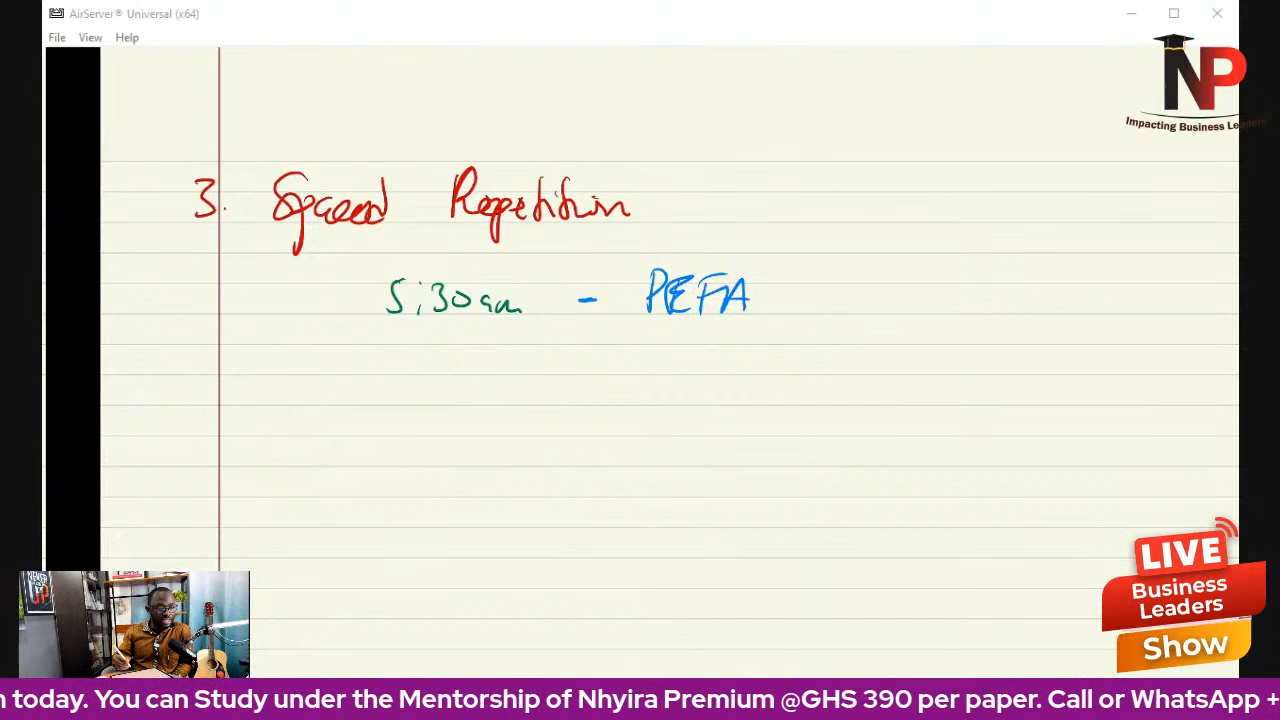 AirServer® Universal (x64)
File View Help
NP
Impacting Business Leaders
3. Spaced Repetition
5:30am - PEFA
LIVE
Business
Leaders
Show
n today. You can Study under the Mentorship of Nhyira Premium @GHS 390 per paper. Call or WhatsApp +